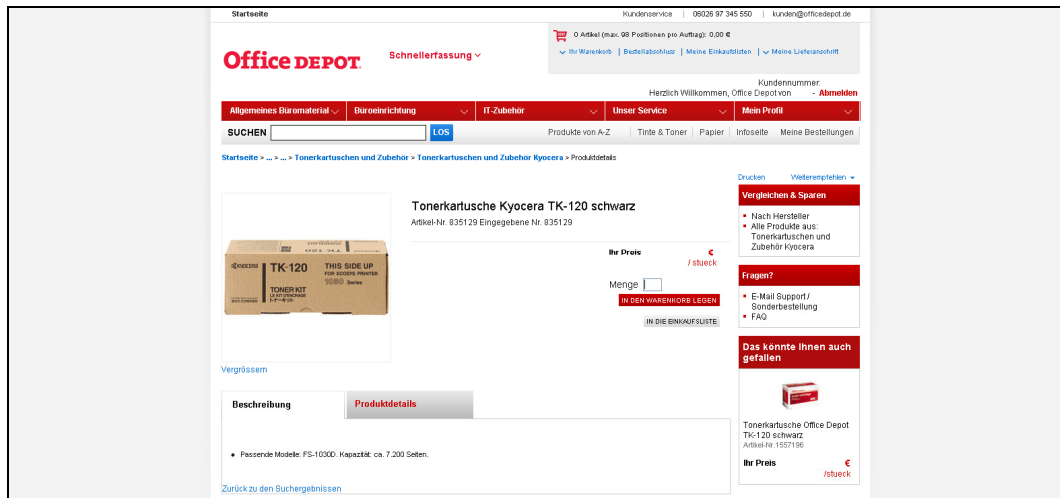 Startseite
Kundenservice | 06026 97 345 550 | kunden@officedepot.de
Office DEPOT.
Schnellerfassung
0 Artikel (max. 98 Positionen pro Auftrag): 0,00 €
Ihr Warenkorb | Bestellabschluss | Meine Einkaufslisten | Meine Lieferanschrift
Kundennummer:
Herzlich Willkommen, Office Depot von - Abmelden
Allgemeines Büromaterial Büroeinrichtung IT-Zubehör Unser Service Mein Profil
SUCHEN LOS Produkte von A-Z | Tinte & Toner | Papier | Infoseite Meine Bestellungen
Startseite > ... > ... > Tonerkartuschen und Zubehör > Tonerkartuschen und Zubehör Kyocera > Produktdetails
Drucken Weiterempfehlen
Tonerkartusche Kyocera TK-120 schwarz
Artikel-Nr. 835129 Eingegebene Nr. 835129
Ihr Preis €
/ stueck
Menge
IN DEN WARENKORB LEGEN
IN DIE EINKAUFSLISTE
KYOCERA
TK-120
TONER KIT
THIS SIDE UP
FOR ECOSYS PRINTER
1030 Series
Vergrössern
Vergleichen & Sparen
Nach Hersteller
Alle Produkte aus:
Tonerkartuschen und
Zubehör Kyocera
Fragen?
E-Mail Support /
Sonderbestellung
FAQ
Das könnte Ihnen auch
gefallen
Tonerkartusche Office Depot
TK-120 schwarz
Artikel-Nr.1557196
Ihr Preis €
/stueck
Beschreibung Produktdetails
Passende Modelle: FS-1030D. Kapazität: ca. 7.200 Seiten.
Zurück zu den Suchergebnissen